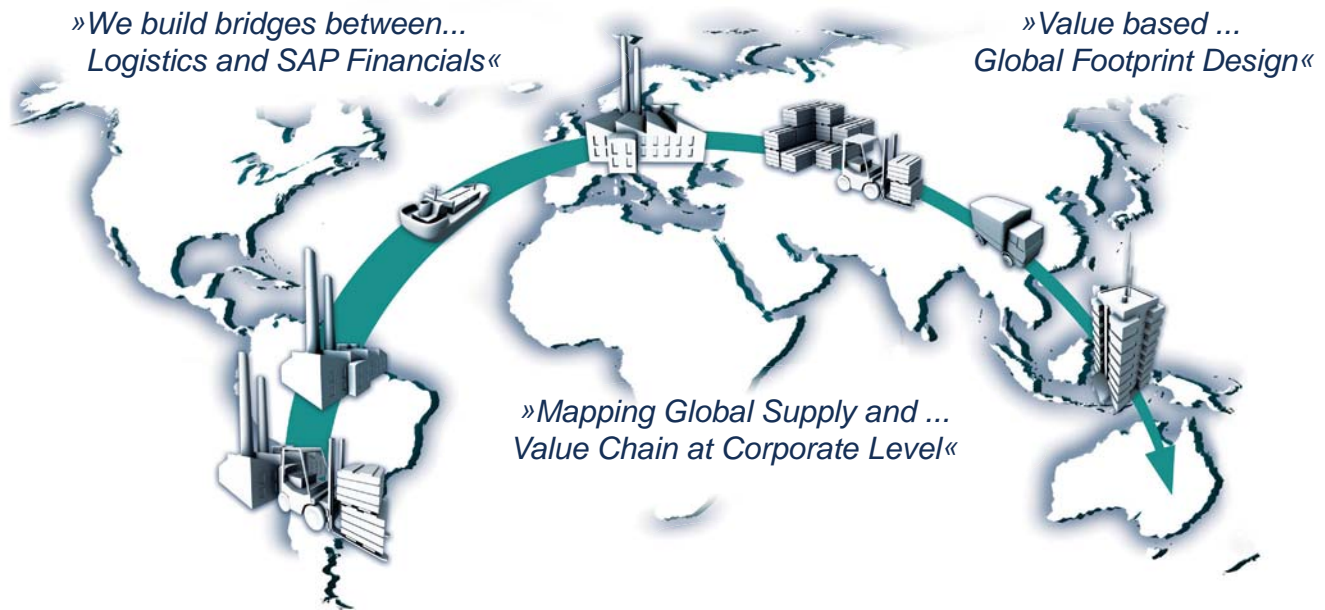 »We build bridges between...
Logistics and SAP Financials«
»Value based ...
Global Footprint Design«
»Mapping Global Supply and ...
Value Chain at Corporate Level«